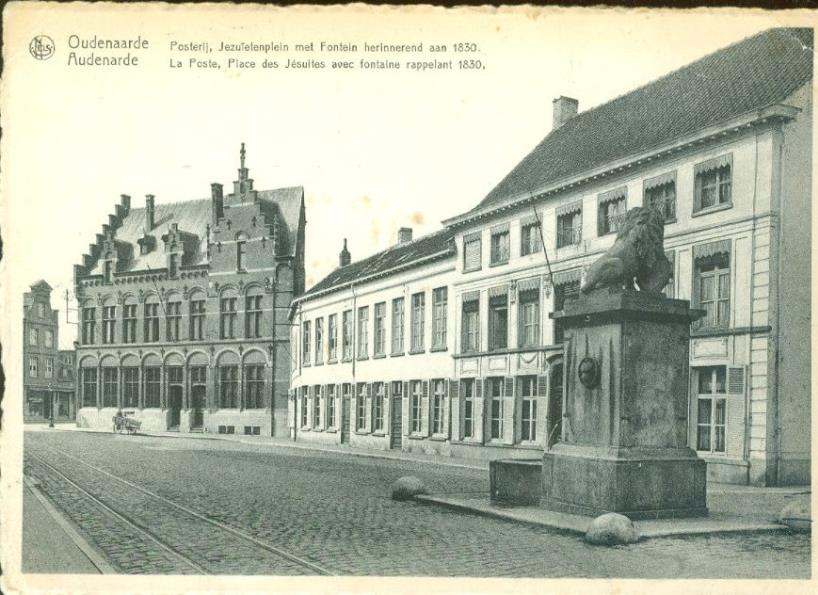 Oudenaarde
Audenarde
Posterij, Jezuïetenplein met Fontein herinnerend aan 1830.
La Poste, Place des Jésuites avec fontaine rappelant 1830.